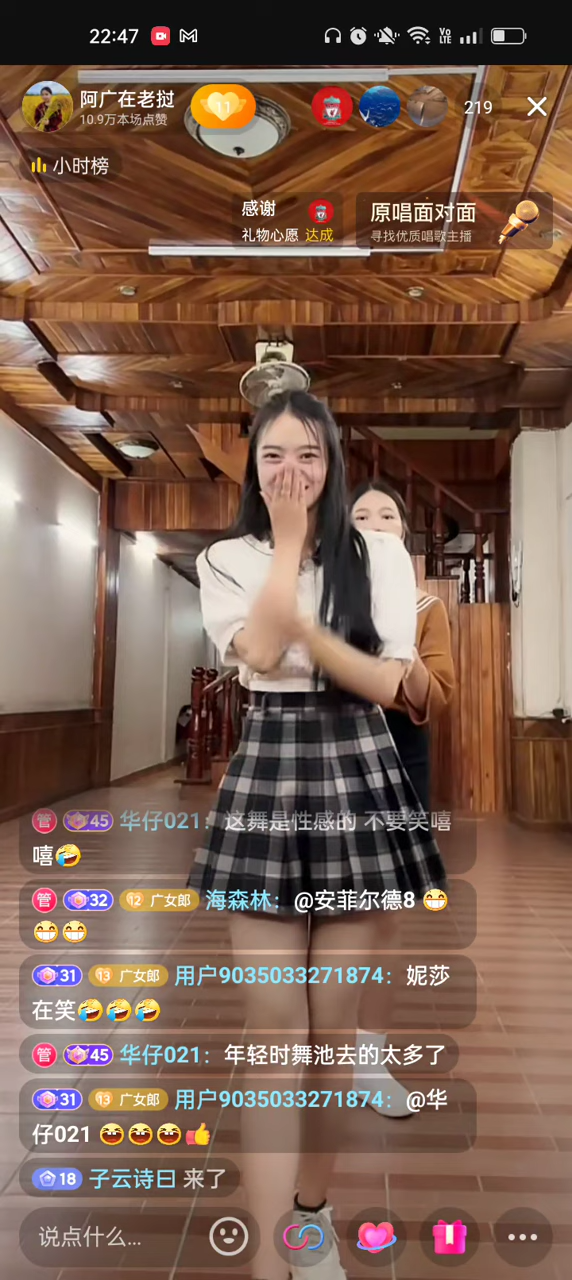 22:47
Vo
LTE
阿广在老挝
10.9万本场点赞
11
219
小时榜
感谢
礼物心愿 达成
原唱面对面
寻找优质唱歌主播
管 45 华仔021：这舞是性感的 不要笑嘻
嘻🤣
管 32 12 广女郎 海森林：@安菲尔德8 😁
😁😁
31 13 广女郎 用户9035033271874：妮莎
在笑🤣🤣🤣
管 45 华仔021：年轻时舞池去的太多了
31 13 广女郎 用户9035033271874：@华
仔021 😆😆😆👍
18 子云诗曰 来了
说点什么...